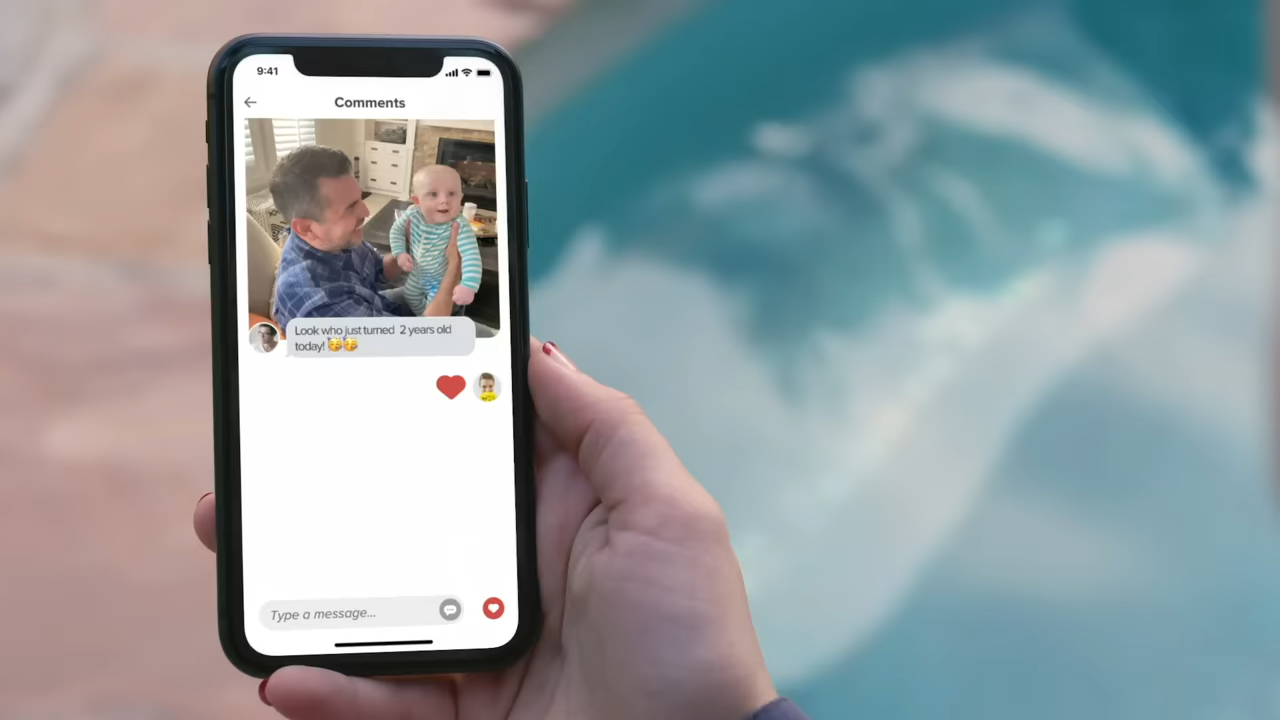 9:41
Comments
Look who just turned 2 years old
today! 🥳🥳
Type a message...